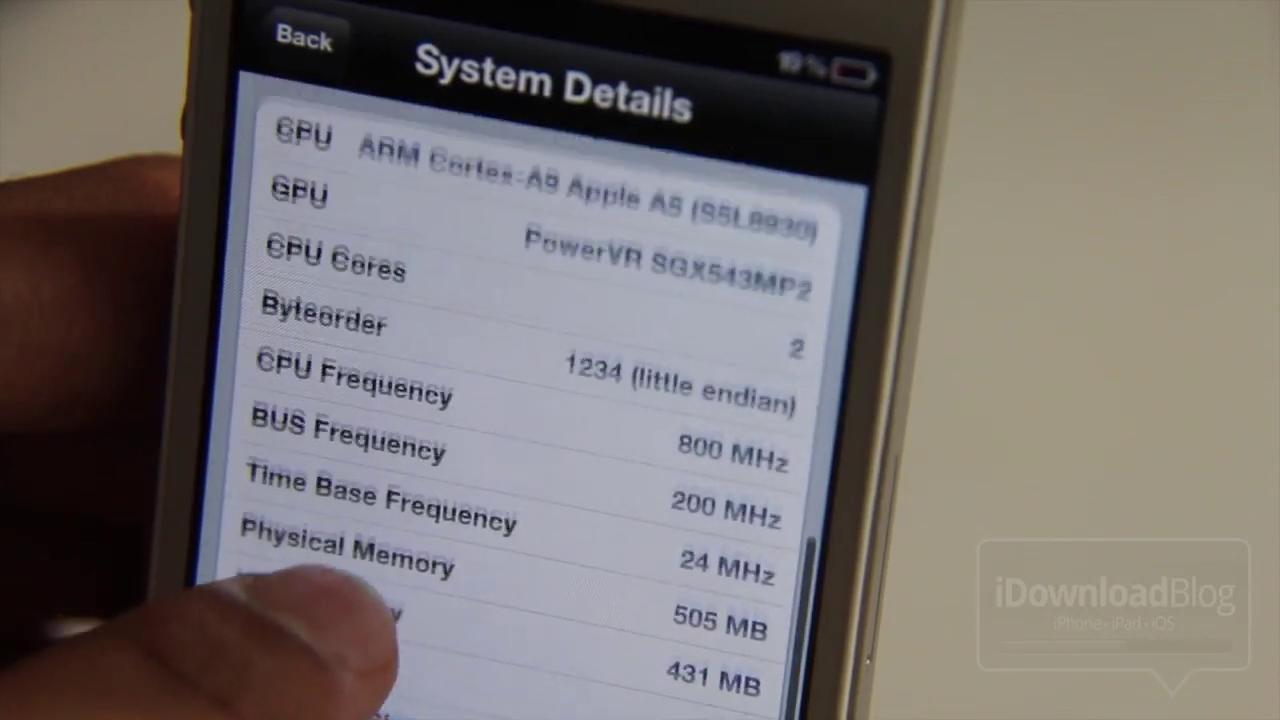 Back
19 %
System Details
CPU ARM Cortex-A9 Apple A5 (S5L8930)
GPU PowerVR SGX543MP2
CPU Cores 2
Byteorder 1234 (little endian)
CPU Frequency 800 MHz
BUS Frequency 200 MHz
Time Base Frequency 24 MHz
Physical Memory 505 MB
431 MB
iDownloadBlog
iPhone • iPad • iOS